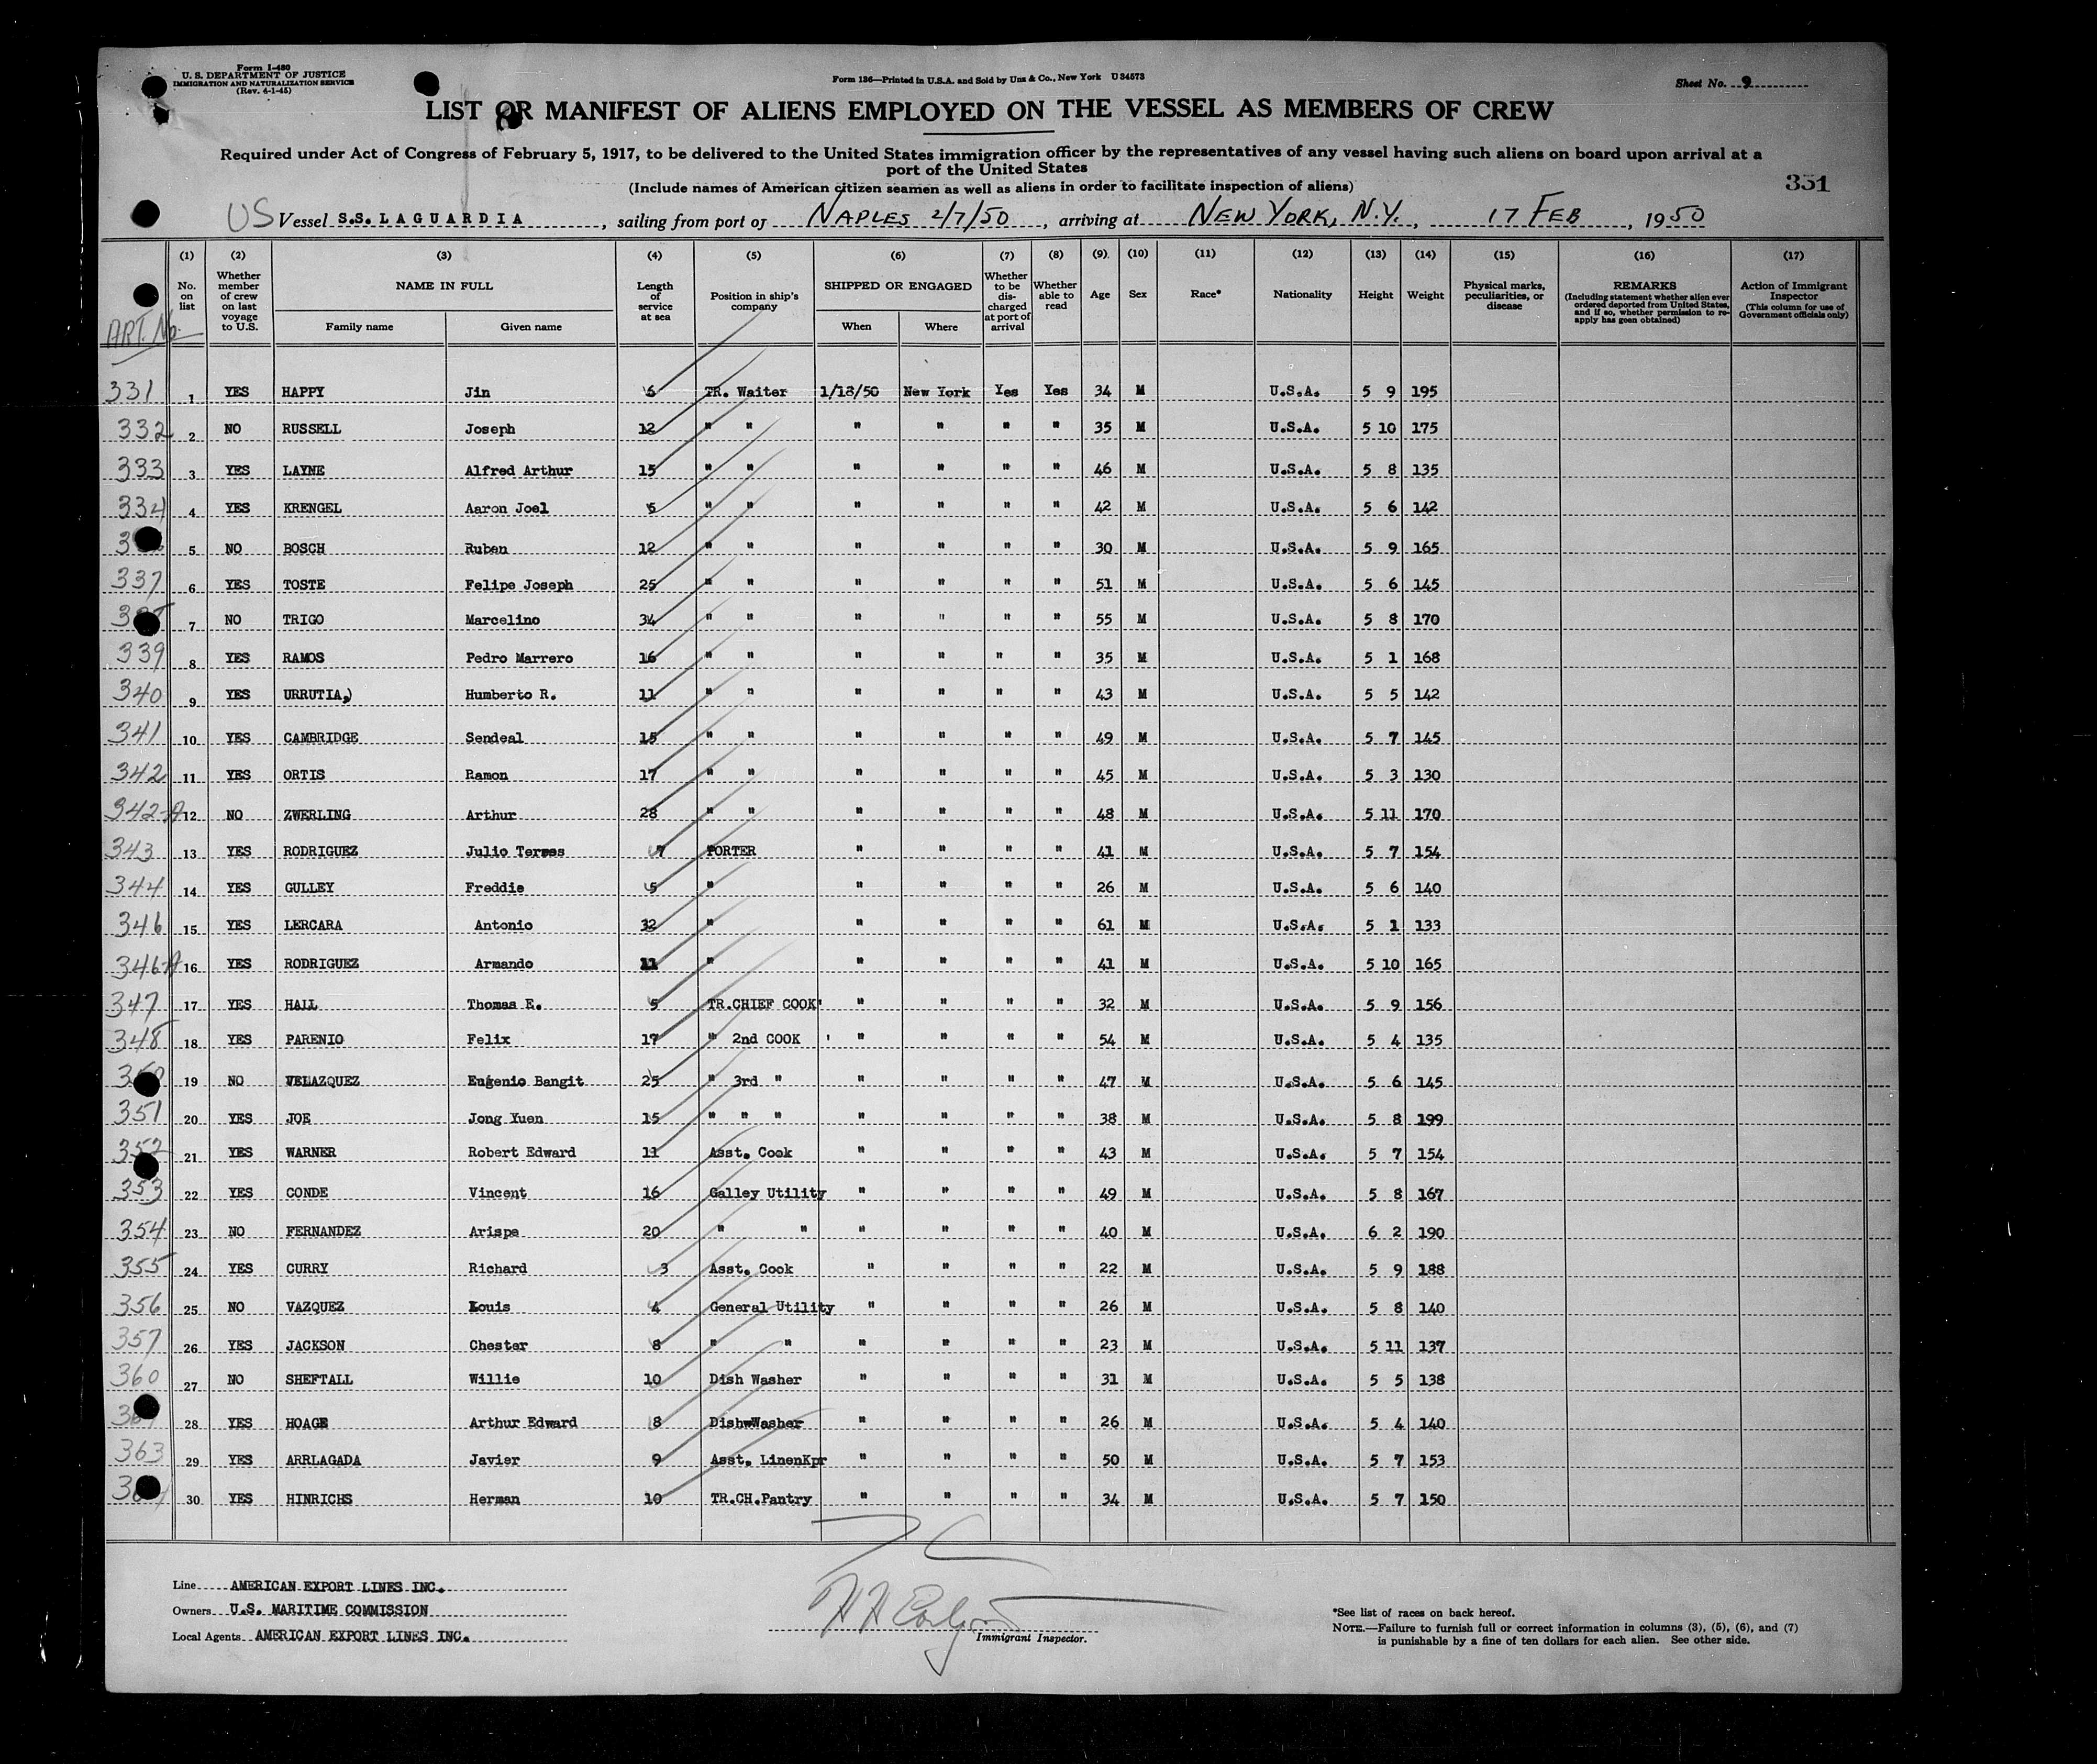 Form I-480
U. S. DEPARTMENT OF JUSTICE
IMMIGRATION AND NATURALIZATION SERVICE
(Rev. 4-1-45)
Form 136—Printed in U.S.A. and Sold by Unz & Co., New York U 34573
Sheet No. 9
LIST OR MANIFEST OF ALIENS EMPLOYED ON THE VESSEL AS MEMBERS OF CREW
Required under Act of Congress of February 5, 1917, to be delivered to the United States immigration officer by the representatives of any vessel having such aliens on board upon arrival at a
port of the United States
(Include names of American citizen seamen as well as aliens in order to facilitate inspection of aliens)
331
US Vessel S.S. LAGUARDIA, sailing from port of NAPLES 2/7/50, arriving at NEW YORK, N.Y., 17 FEB, 1950
(1) (2) (3) (4) (5) (6) (7) (8) (9) (10) (11) (12) (13) (14) (15) (16) (17)
ART. No. No. on list Whether member of crew on last voyage to U.S. NAME IN FULL Family name Given name Length of service at sea Position in ship's company SHIPPED OR ENGAGED When Where Whether to be discharged at port of arrival Whether able to read Age Sex Race* Nationality Height Weight Physical marks, peculiarities, or disease REMARKS (Including statement whether alien ever ordered deported from United States, and if so, whether permission to re-apply has been obtained) Action of Immigrant Inspector (This column for use of Government officials only)
331 1 YES HAPPY Jin 6 TR. Waiter 1/13/50 New York Yes Yes 34 M U.S.A. 5 9 195
332 2 NO RUSSELL Joseph 12 " " " " " " 35 M U.S.A. 5 10 175
333 3 YES LAYNE Alfred Arthur 15 " " " " " " 46 M U.S.A. 5 8 135
334 4 YES KRENGEL Aaron Joel 5 " " " " " " 42 M U.S.A. 5 6 142
5 NO BOSCH Ruben 12 " " " " " " 30 M U.S.A. 5 9 165
337 6 YES TOSTE Felipe Joseph 25 " " " " " " 51 M U.S.A. 5 6 145
7 NO TRIGO Marcelino 34 " " " " " " 55 M U.S.A. 5 8 170
339 8 YES RAMOS Pedro Marrero 16 " " " " " " 35 M U.S.A. 5 1 168
340 9 YES URRUTIA,) Humberto R. 11 " " " " " " 43 M U.S.A. 5 5 142
341 10 YES CAMBRIDGE Sendeal 15 " " " " " " 49 M U.S.A. 5 7 145
342 11 YES ORTIS Ramon 17 " " " " " " 45 M U.S.A. 5 3 130
342-A 12 NO ZWERLING Arthur 28 " " " " " " 48 M U.S.A. 5 11 170
343 13 YES RODRIGUEZ Julio Termes 7 PORTER " " " " 41 M U.S.A. 5 7 154
344 14 YES GULLEY Freddie 5 " " " " " 26 M U.S.A. 5 6 140
346 15 YES LERCARA Antonio 32 " " " " " 61 M U.S.A. 5 1 133
346-A 16 YES RODRIGUEZ Armando 11 " " " " " 41 M U.S.A. 5 10 165
347 17 YES HALL Thomas E. 5 TR.CHIEF COOK " " " " 32 M U.S.A. 5 9 156
348 18 YES PARENIO Felix 17 " 2nd COOK " " " " 54 M U.S.A. 5 4 135
19 NO VELAZQUEZ Eugenio Bangit 25 " 3rd " " " " " 47 M U.S.A. 5 6 145
351 20 YES JOE Jong Yuen 15 " " " " " " " 38 M U.S.A. 5 8 199
352 21 YES WARNER Robert Edward 11 Asst. Cook " " " " 43 M U.S.A. 5 7 154
353 22 YES CONDE Vincent 16 Galley Utility " " " " 49 M U.S.A. 5 8 167
354 23 NO FERNANDEZ Arispe 20 " " " " " " 40 M U.S.A. 6 2 190
355 24 YES CURRY Richard 3 Asst. Cook " " " " 22 M U.S.A. 5 9 188
356 25 NO VAZQUEZ Louis 4 General Utility " " " " 26 M U.S.A. 5 8 140
357 26 YES JACKSON Chester 8 " " " " " " 23 M U.S.A. 5 11 137
360 27 NO SHEFTALL Willie 10 Dish Washer " " " " 31 M U.S.A. 5 5 138
28 YES HOAGE Arthur Edward 8 DishwWasher " " " " 26 M U.S.A. 5 4 140
363 29 YES ARRLAGADA Javier 9 Asst. LinenKpr " " " " 50 M U.S.A. 5 7 153
30 YES HINRICHS Herman 10 TR.CH.Pantry " " " " 34 M U.S.A. 5 7 150
Line AMERICAN EXPORT LINES INC.
Owners U.S. MARITIME COMMISSION
Local Agents AMERICAN EXPORT LINES INC.
Immigrant Inspector.
*See list of races on back hereof.
NOTE.—Failure to furnish full or correct information in columns (3), (5), (6), and (7)
is punishable by a fine of ten dollars for each alien. See other side.